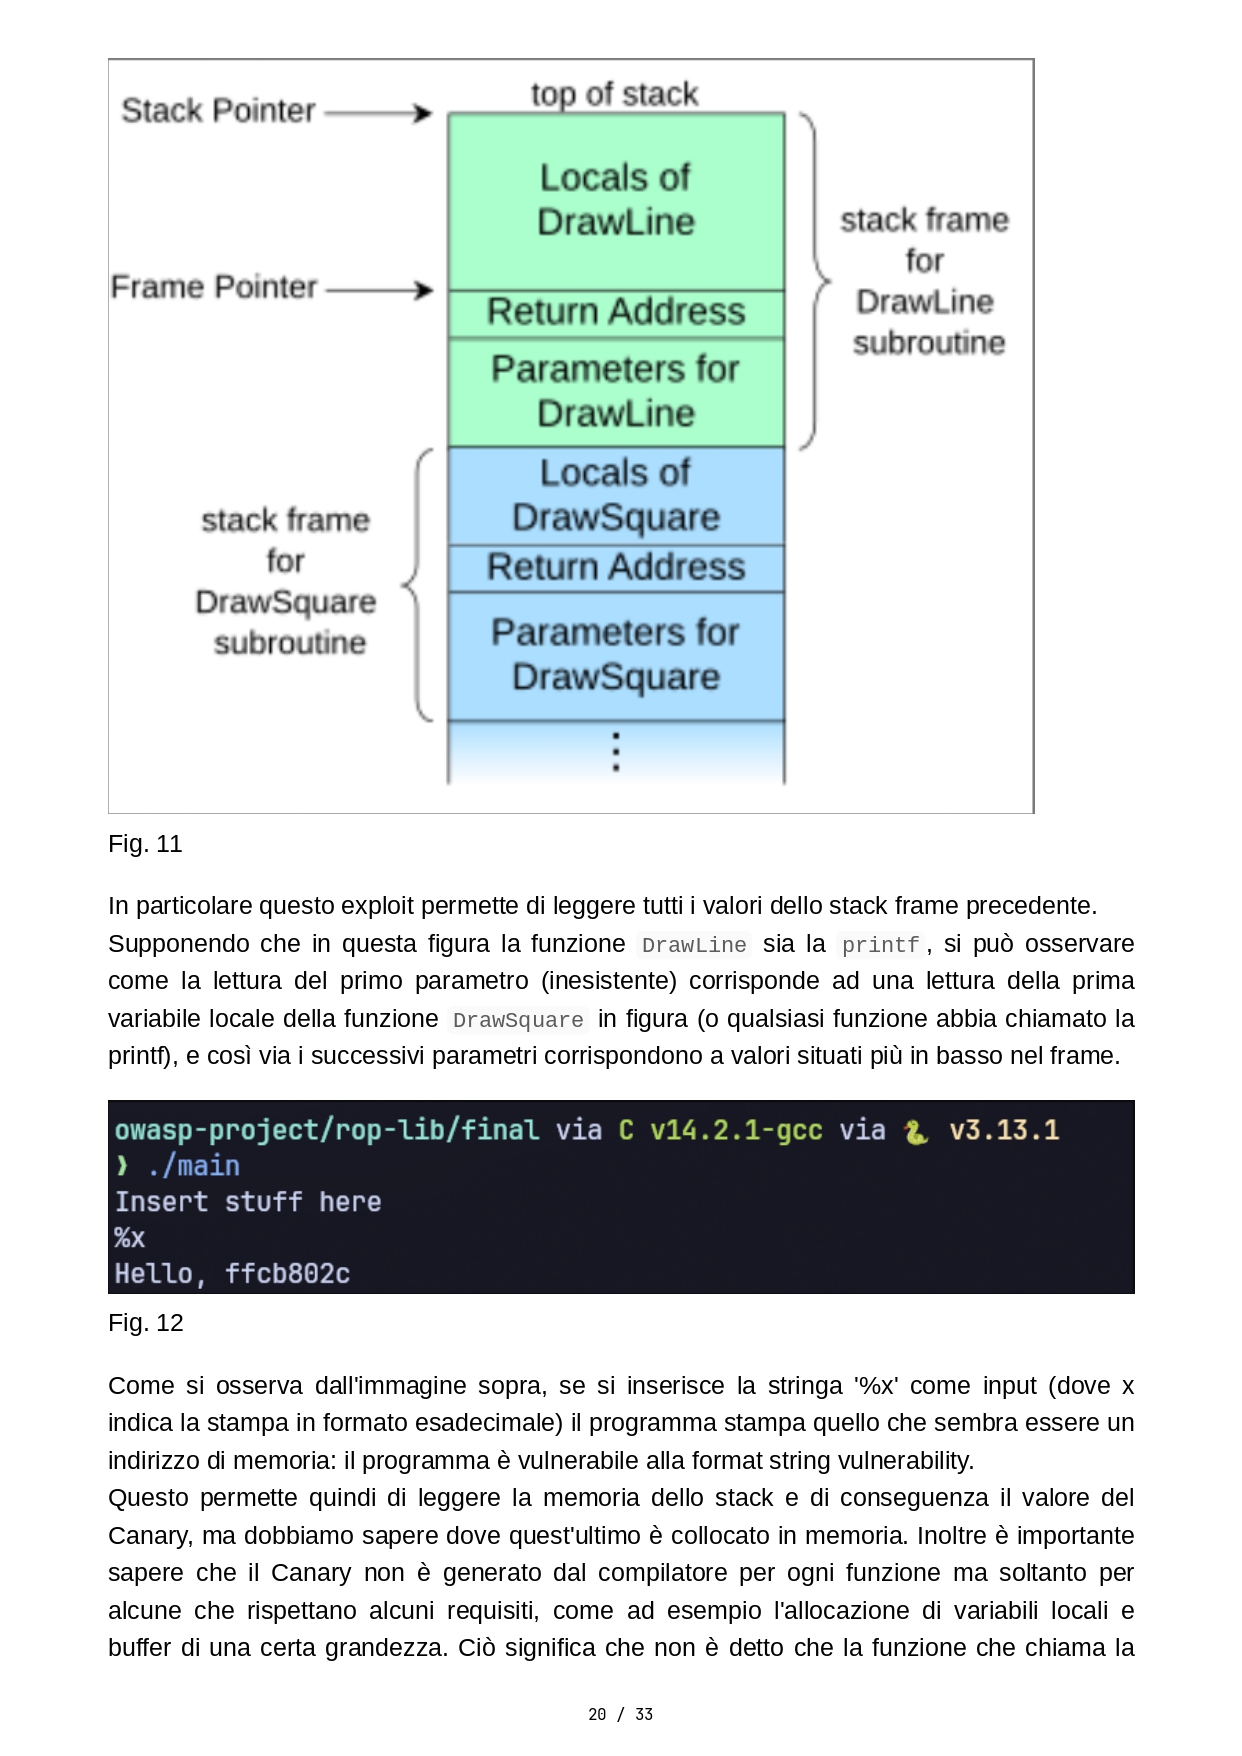 top of stack
Stack Pointer
Locals of
DrawLine
stack frame
for
DrawLine
subroutine
Frame Pointer
Return Address
Parameters for
DrawLine
Locals of
DrawSquare
stack frame
for
DrawSquare
subroutine
Return Address
Parameters for
DrawSquare
Fig. 11
In particolare questo exploit permette di leggere tutti i valori dello stack frame precedente.
Supponendo che in questa figura la funzione DrawLine sia la printf, si può osservare
come la lettura del primo parametro (inesistente) corrisponde ad una lettura della prima
variabile locale della funzione DrawSquare in figura (o qualsiasi funzione abbia chiamato la
printf), e così via i successivi parametri corrispondono a valori situati più in basso nel frame.
owasp-project/rop-lib/final via C v14.2.1-gcc via 🐍 v3.13.1
❯ ./main
Insert stuff here
%x
Hello, ffcb802c
Fig. 12
Come si osserva dall'immagine sopra, se si inserisce la stringa '%x' come input (dove x
indica la stampa in formato esadecimale) il programma stampa quello che sembra essere un
indirizzo di memoria: il programma è vulnerabile alla format string vulnerability.
Questo permette quindi di leggere la memoria dello stack e di conseguenza il valore del
Canary, ma dobbiamo sapere dove quest'ultimo è collocato in memoria. Inoltre è importante
sapere che il Canary non è generato dal compilatore per ogni funzione ma soltanto per
alcune che rispettano alcuni requisiti, come ad esempio l'allocazione di variabili locali e
buffer di una certa grandezza. Ciò significa che non è detto che la funzione che chiama la
20 / 33